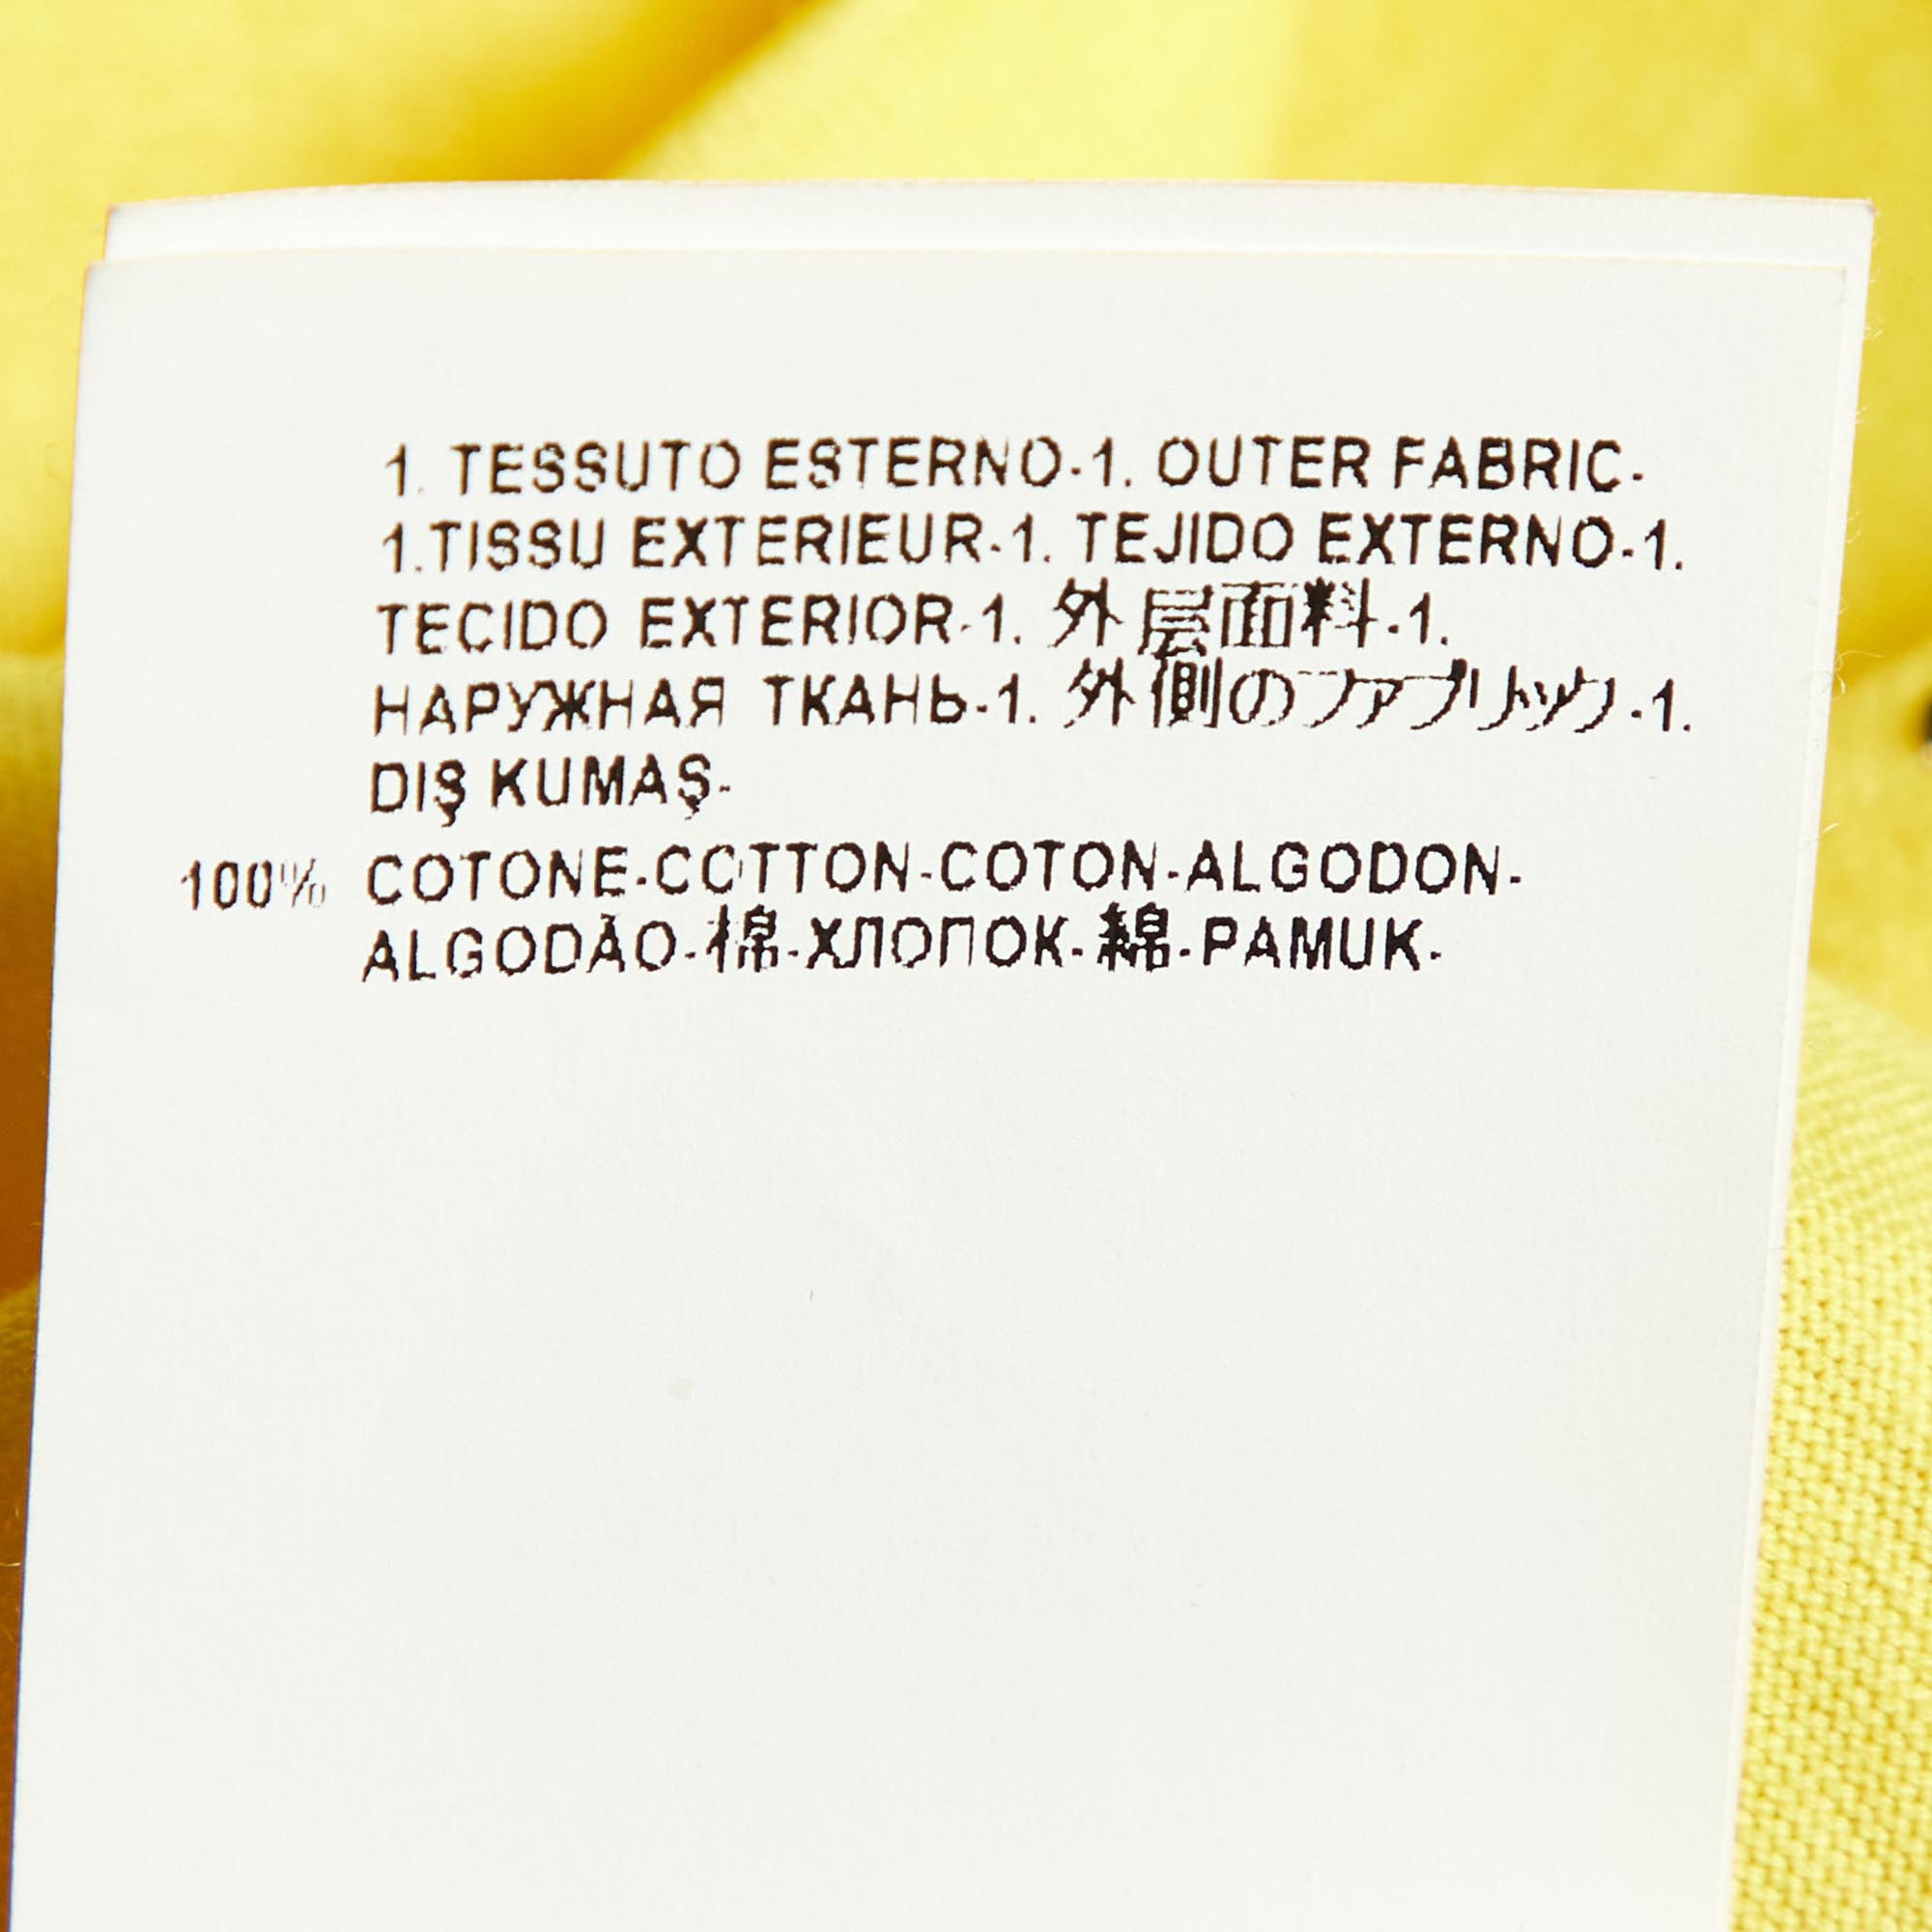 1. TESSUTO ESTERNO-1. OUTER FABRIC-
1.TISSU EXTERIEUR-1. TEJIDO EXTERNO-1.
TECIDO EXTERIOR-1. 外层面料-1.
НАРУЖНАЯ ТКАНЬ-1. 外側のファブリック-1.
DIŞ KUMAŞ-
100% COTONE-COTTON-COTON-ALGODON-
ALGODÃO-棉-ХЛОПОК-綿-PAMUK-